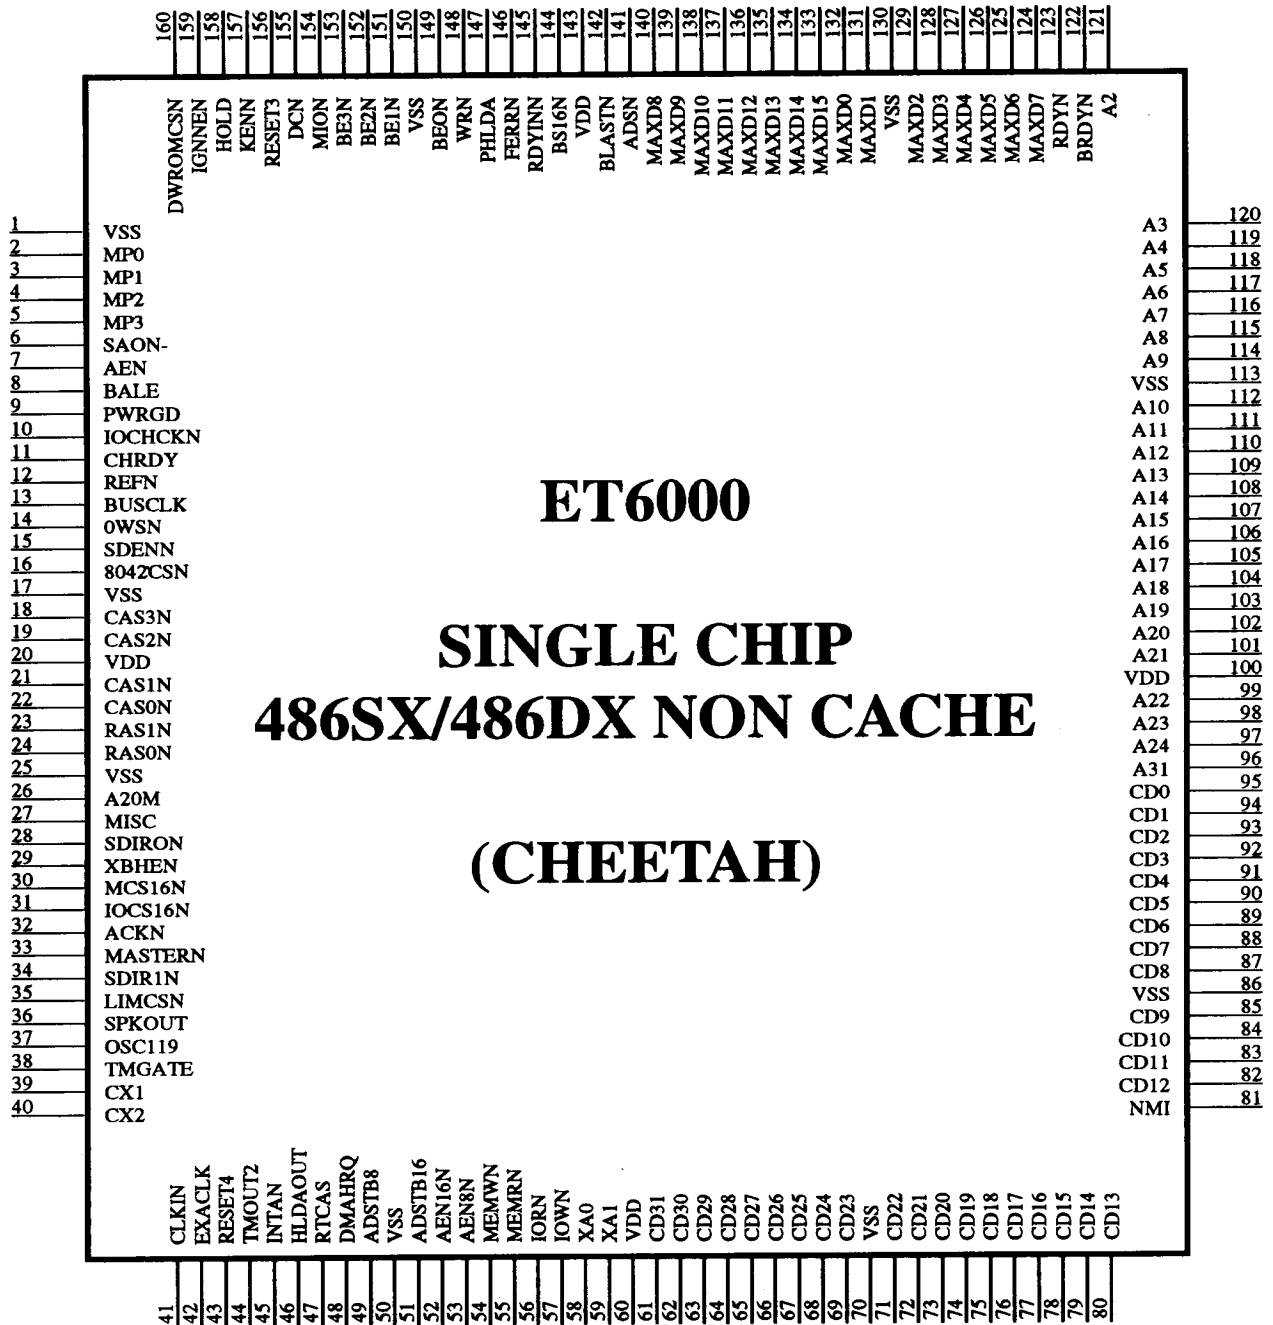 160 DWROMCSN
159 IGNNEN
158 HOLD
157 KENN
156 RESET3
155 DCN
154 MION
153 BE3N
152 BE2N
151 BE1N
150 VSS
149 BEON
148 WRN
147 PHLDA
146 FERRN
145 RDYINN
144 BS16N
143 VDD
142 BLASTN
141 ADSN
140 MAXD8
139 MAXD9
138 MAXD10
137 MAXD11
136 MAXD12
135 MAXD13
134 MAXD14
133 MAXD15
132 MAXD0
131 MAXD1
130 VSS
129 MAXD2
128 MAXD3
127 MAXD4
126 MAXD5
125 MAXD6
124 MAXD7
123 RDYN
122 BRDYN
121 A2
1 VSS
2 MP0
3 MP1
4 MP2
5 MP3
6 SAON-
7 AEN
8 BALE
9 PWRGD
10 IOCHCKN
11 CHRDY
12 REFN
13 BUSCLK
14 0WSN
15 SDENN
16 8042CSN
17 VSS
18 CAS3N
19 CAS2N
20 VDD
21 CAS1N
22 CAS0N
23 RAS1N
24 RAS0N
25 VSS
26 A20M
27 MISC
28 SDIRON
29 XBHEN
30 MCS16N
31 IOCS16N
32 ACKN
33 MASTERN
34 SDIR1N
35 LIMCSN
36 SPKOUT
37 OSC119
38 TMGATE
39 CX1
40 CX2
ET6000
SINGLE CHIP
486SX/486DX NON CACHE
(CHEETAH)
A3 120
A4 119
A5 118
A6 117
A7 116
A8 115
A9 114
VSS 113
A10 112
A11 111
A12 110
A13 109
A14 108
A15 107
A16 106
A17 105
A18 104
A19 103
A20 102
A21 101
VDD 100
A22 99
A23 98
A24 97
A31 96
CD0 95
CD1 94
CD2 93
CD3 92
CD4 91
CD5 90
CD6 89
CD7 88
CD8 87
VSS 86
CD9 85
CD10 84
CD11 83
CD12 82
NMI 81
CLKIN 41
EXACLK 42
RESET4 43
TMOUT2 44
INTAN 45
HLDAOUT 46
RTCAS 47
DMAHRQ 48
ADSTB8 49
VSS 50
ADSTB16 51
AEN16N 52
AEN8N 53
MEMWN 54
MEMRN 55
IORN 56
IOWN 57
XA0 58
XA1 59
VDD 60
CD31 61
CD30 62
CD29 63
CD28 64
CD27 65
CD26 66
CD25 67
CD24 68
CD23 69
VSS 70
CD22 71
CD21 72
CD20 73
CD19 74
CD18 75
CD17 76
CD16 77
CD15 78
CD14 79
CD13 80